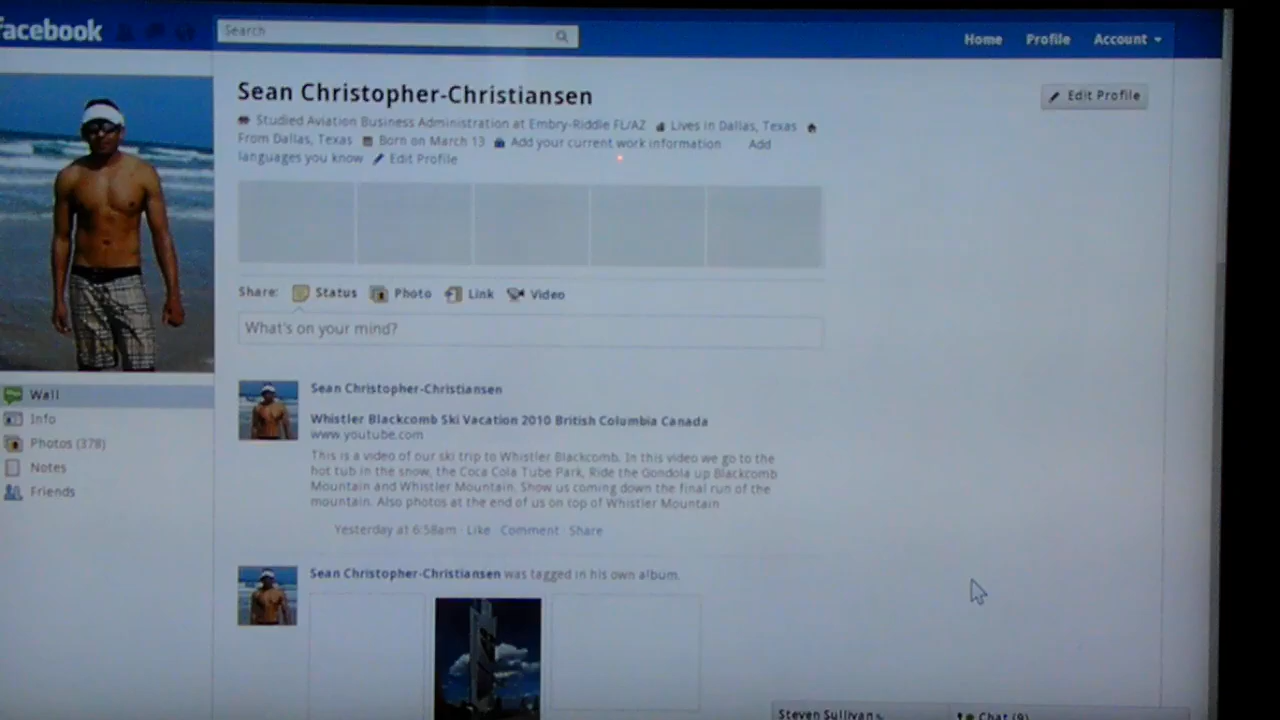 facebook
Search
Home Profile Account
Sean Christopher-Christiansen
Edit Profile
Studied Aviation Business Administration at Embry-Riddle FL/AZ Lives in Dallas, Texas
From Dallas, Texas Born on March 13 Add your current work information Add
languages you know Edit Profile
Share: Status Photo Link Video
What's on your mind?
Wall
Info
Photos (378)
Notes
Friends
Sean Christopher-Christiansen
Whistler Blackcomb Ski Vacation 2010 British Columbia Canada
www.youtube.com
This is a video of our ski trip to Whistler Blackcomb. In this video we go to the
hot tub in the snow, the Coca Cola Tube Park, Ride the Gondola up Blackcomb
Mountain and Whistler Mountain. Show us coming down the final run of the
mountain. Also photos at the end of us on top of Whistler Mountain
Yesterday at 6:58am · Like · Comment · Share
Sean Christopher-Christiansen was tagged in his own album.
Steven Sullivan
Chat (9)